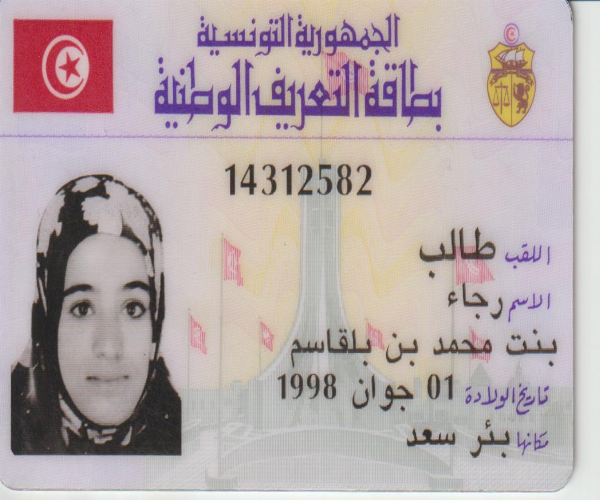 الجمهورية التونسية
بطاقة التعريف الوطنية
14312582
اللقب طالب
الاسم رجاء
بنت محمد بن بلقاسم
تاريخ الولادة 01 جوان 1998
مكانها بئر سعد